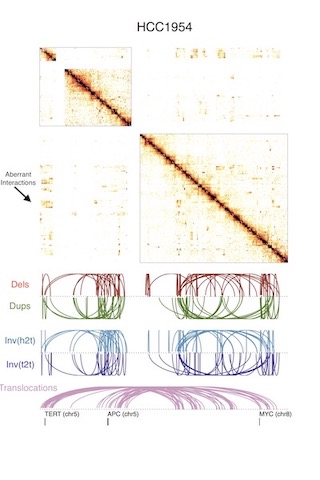 HCC1954
Aberrant
Interactions
Dels
Dups
Inv(h2t)
Inv(t2t)
Translocations
TERT (chr5)
APC (chr5)
MYC (chr8)